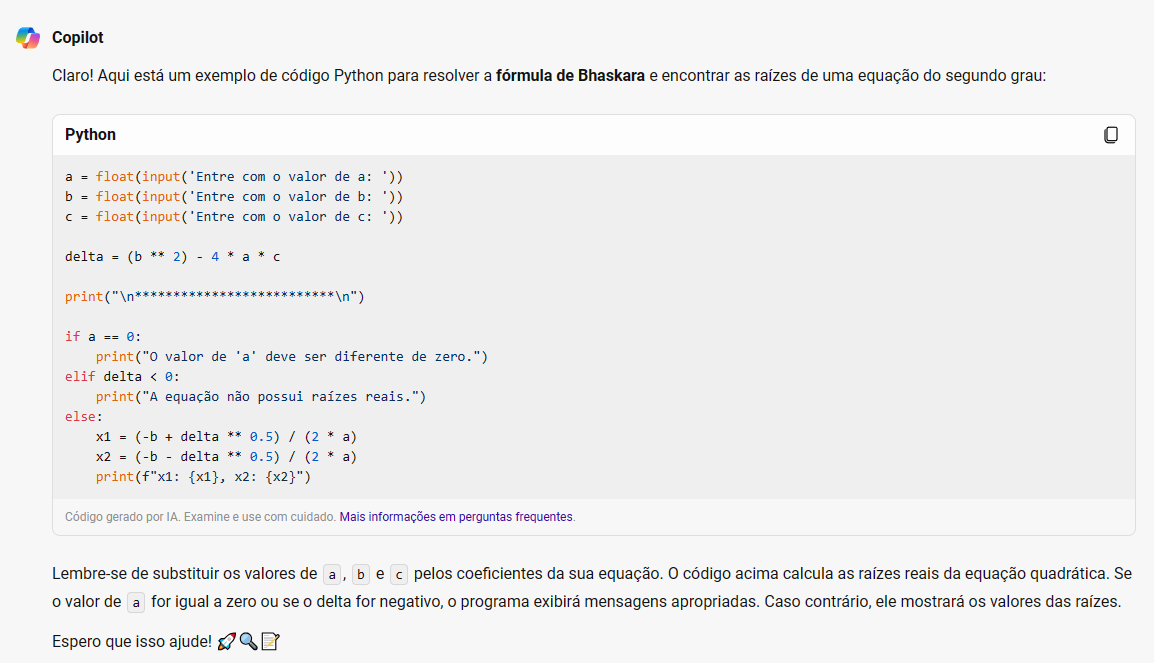 Copilot
Claro! Aqui está um exemplo de código Python para resolver a fórmula de Bhaskara e encontrar as raízes de uma equação do segundo grau:
Python
a = float(input('Entre com o valor de a: '))
b = float(input('Entre com o valor de b: '))
c = float(input('Entre com o valor de c: '))
delta = (b ** 2) - 4 * a * c
print("\n**************************\n")
if a == 0:
    print("O valor de 'a' deve ser diferente de zero.")
elif delta < 0:
    print("A equação não possui raízes reais.")
else:
    x1 = (-b + delta ** 0.5) / (2 * a)
    x2 = (-b - delta ** 0.5) / (2 * a)
    print(f"x1: {x1}, x2: {x2}")
Código gerado por IA. Examine e use com cuidado. Mais informações em perguntas frequentes.
Lembre-se de substituir os valores de a, b e c pelos coeficientes da sua equação. O código acima calcula as raízes reais da equação quadrática. Se
o valor de a for igual a zero ou se o delta for negativo, o programa exibirá mensagens apropriadas. Caso contrário, ele mostrará os valores das raízes.
Espero que isso ajude! 🚀🔍📝